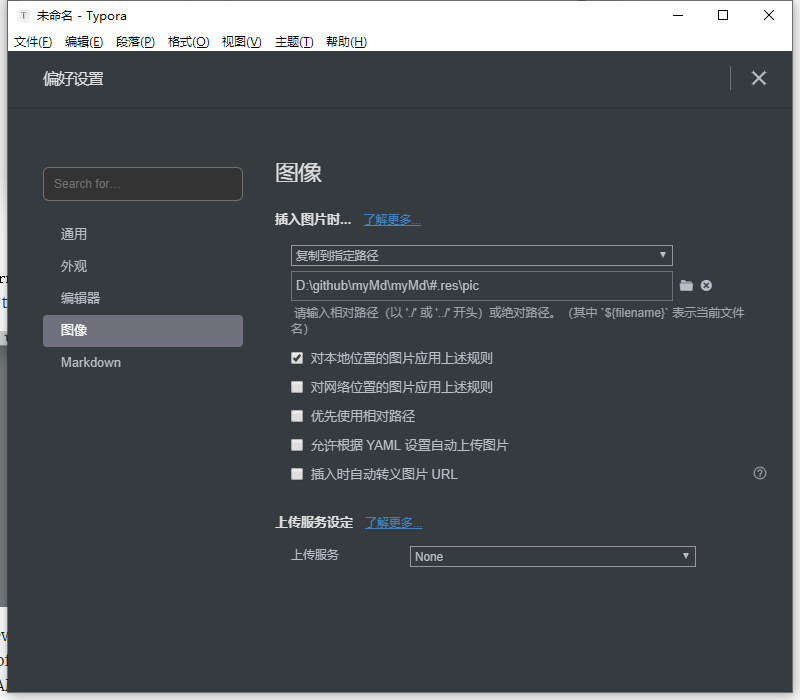 未命名 - Typora
文件(F) 编辑(E) 段落(P) 格式(O) 视图(V) 主题(T) 帮助(H)
偏好设置
Search for...
通用
外观
编辑器
图像
Markdown
图像
插入图片时... 了解更多...
复制到指定路径
D:\github\myMd\myMd\#.res\pic
请输入相对路径（以 './' 或 '../' 开头）或绝对路径。（其中 `${filename}` 表示当前文件
名）
对本地位置的图片应用上述规则
对网络位置的图片应用上述规则
优先使用相对路径
允许根据 YAML 设置自动上传图片
插入时自动转义图片 URL
上传服务设定 了解更多...
上传服务 None